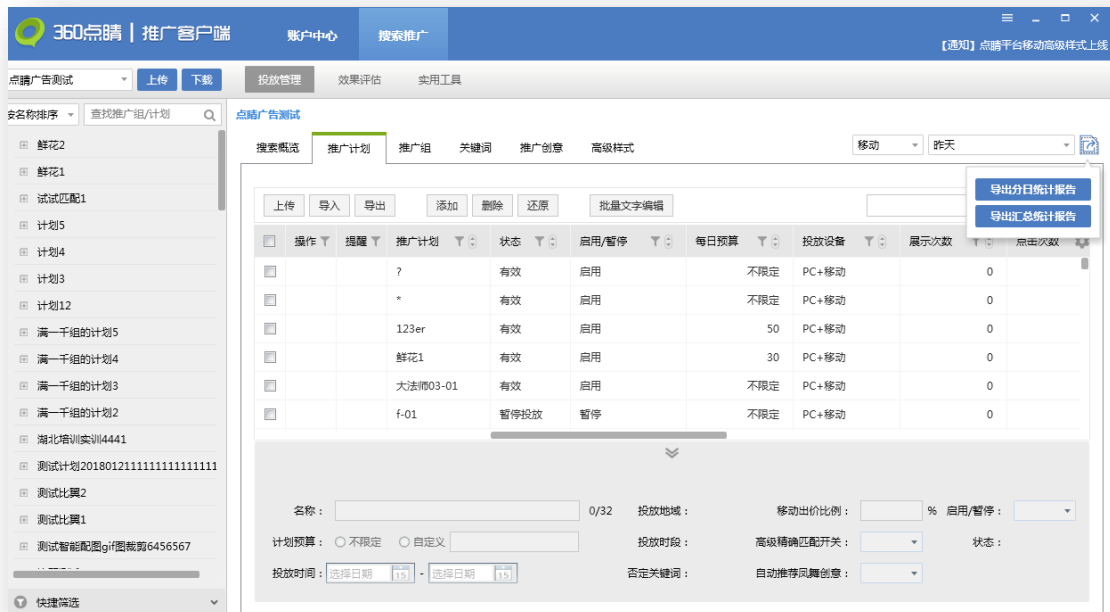 360点睛 | 推广客户端 账户中心 搜索推广
【通知】点睛平台移动高级样式上线
点睛广告测试 上传 下载 投放管理 效果评估 实用工具
按名称排序 查找推广组/计划 点睛广告测试
鲜花2
鲜花1
试试匹配1
计划5
计划4
计划3
计划12
满一千组的计划5
满一千组的计划4
满一千组的计划3
满一千组的计划2
湖北培训实训4441
测试计划2018012111111111111111
测试比翼2
测试比翼1
测试智能配图gif图裁剪6456567
快捷筛选
搜索概览 推广计划 推广组 关键词 推广创意 高级样式 移动 昨天
导出分日统计报告
导出汇总统计报告
上传 导入 导出 添加 删除 还原 批量文字编辑
操作 提醒 推广计划 状态 启用/暂停 每日预算 投放设备 展示次数 点击次数
? 有效 启用 不限定 PC+移动 0
* 有效 启用 不限定 PC+移动 0
123er 有效 启用 50 PC+移动 0
鲜花1 有效 启用 30 PC+移动 0
大法师03-01 有效 启用 不限定 PC+移动 0
f-01 暂停投放 暂停 不限定 PC+移动 0
名称： 0/32 投放地域： 移动出价比例： % 启用/暂停：
计划预算： 不限定 自定义 投放时段： 高级精确匹配开关： 状态：
投放时间： 选择日期 15 - 选择日期 15 否定关键词： 自动推荐凤舞创意：